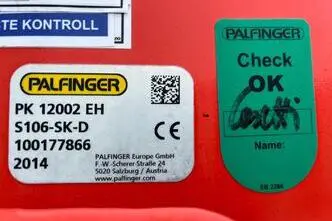 STE KONTROLL
PALFINGER
PK 12002 EH
S106-SK-D
100177866
2014
PALFINGER Europe GmbH
F.-W.-Scherer-Straße 24
5020 Salzburg / Austria
www.palfinger.com
CE
PALFINGER
Check
OK
Name: